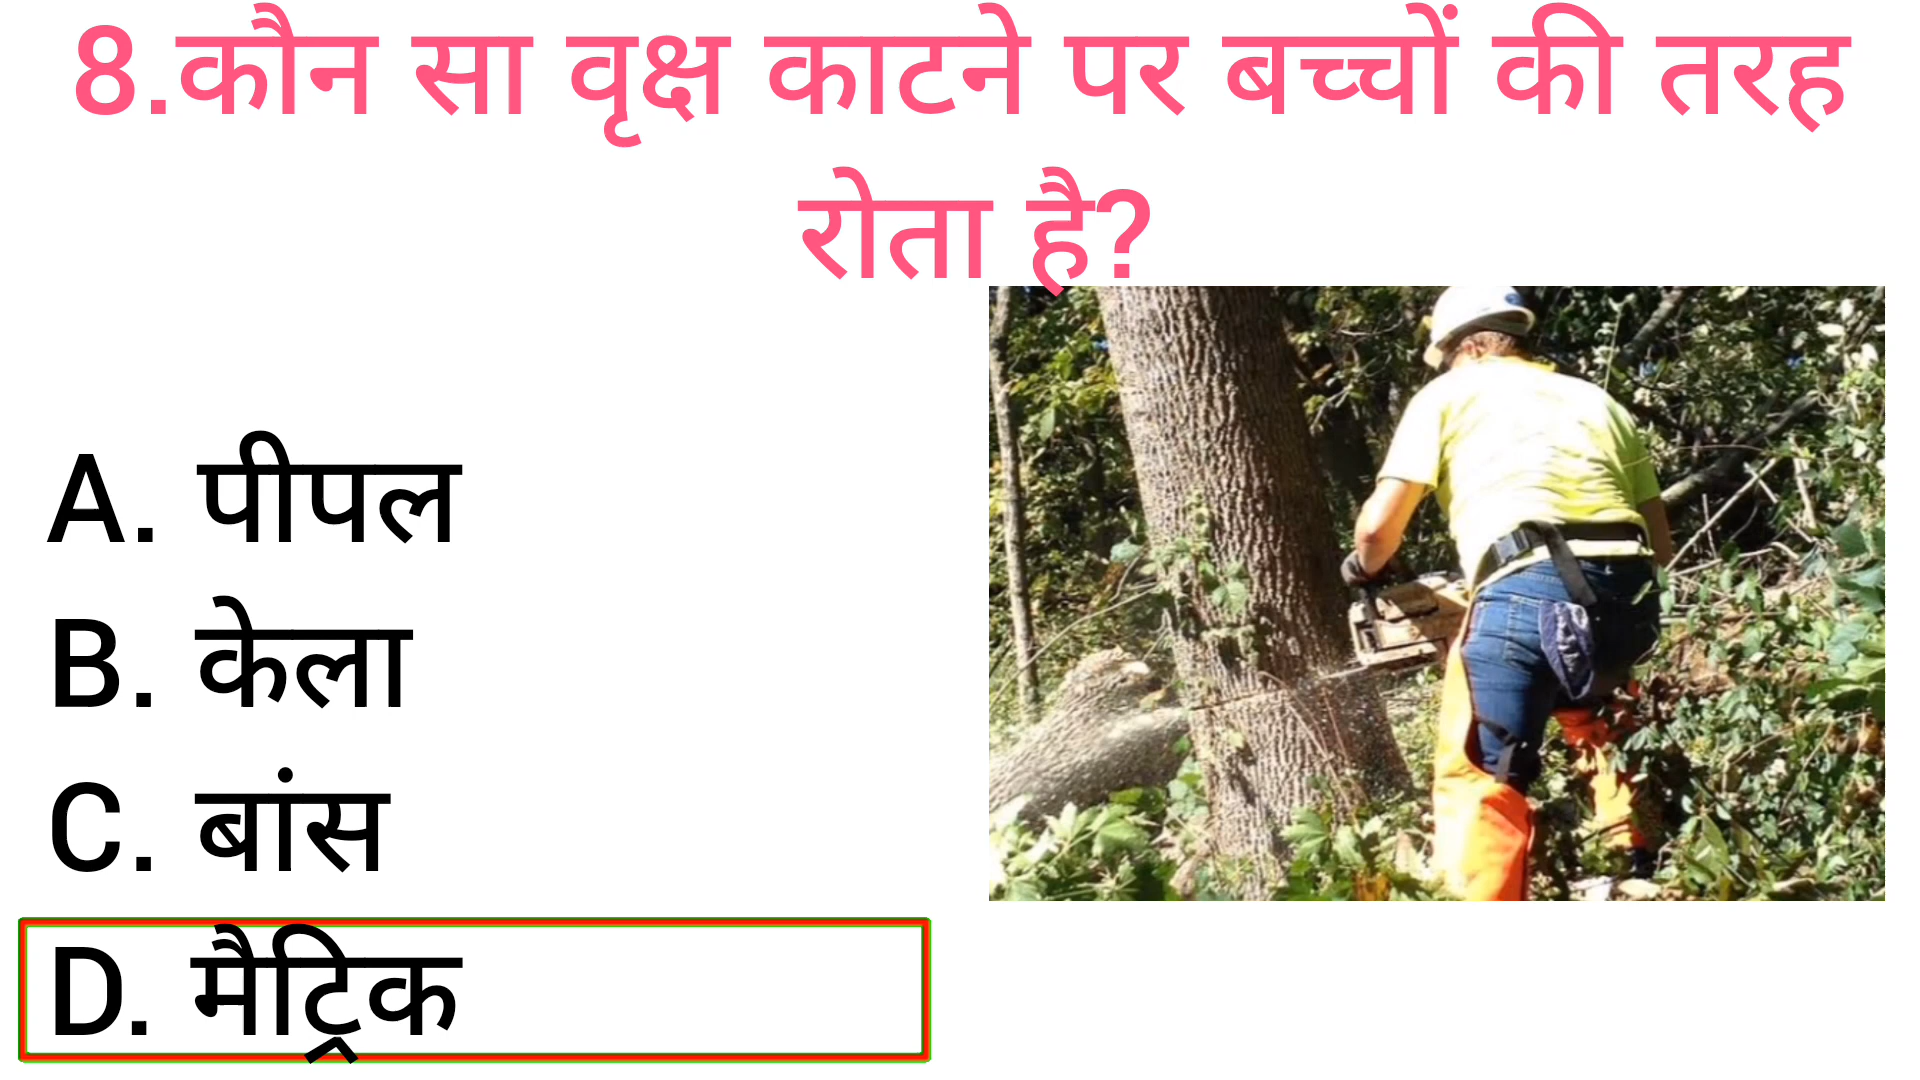 8.कौन सा वृक्ष काटने पर बच्चों की तरह
रोता है?
A. पीपल
B. केला
C. बांस
D. मैट्रिक